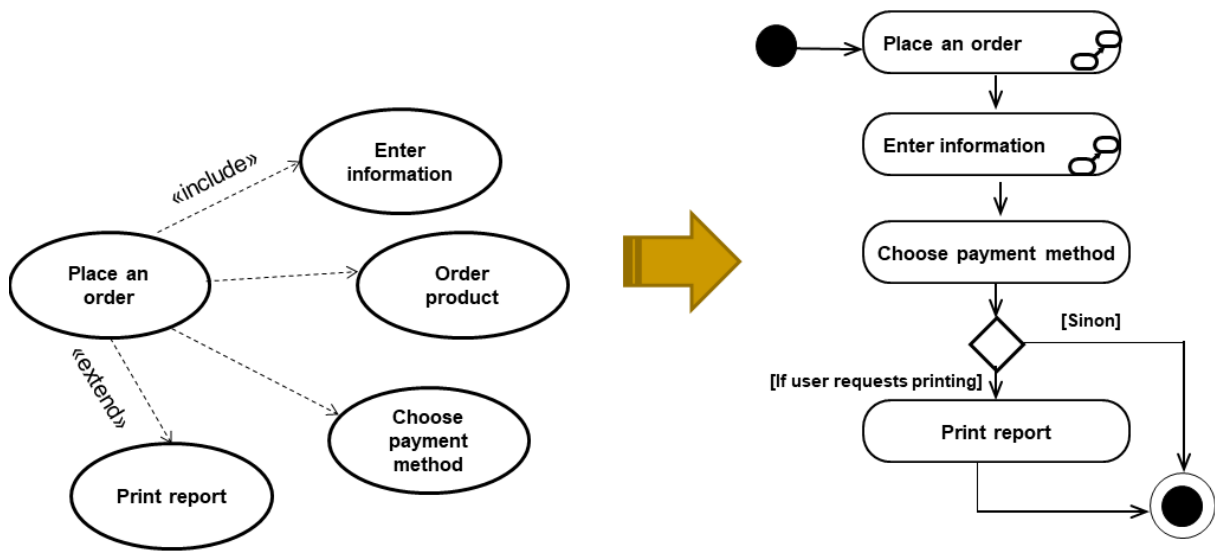 «include»
Enter
information
Place an
order
Order
product
«extend»
Choose
payment
method
Print report
Place an order
Enter information
Choose payment method
[Sinon]
[If user requests printing]
Print report